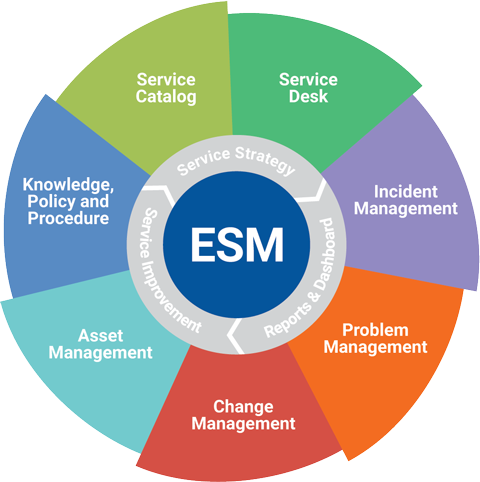 Service
Catalog
Service
Desk
Knowledge,
Policy and
Procedure
Incident
Management
Service Strategy
ESM
Service Improvement
Reports & Dashboard
Asset
Management
Problem
Management
Change
Management